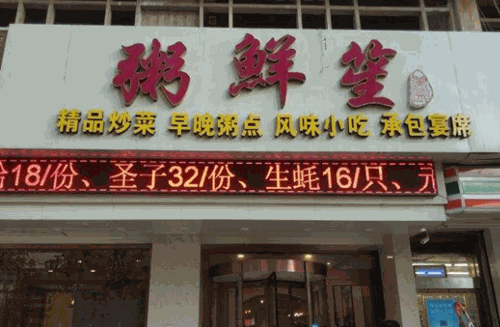 粥鲜笙
精品炒菜 早晚粥点 风味小吃 承包宴席
18/份、圣子32/份、生蚝16/只、元